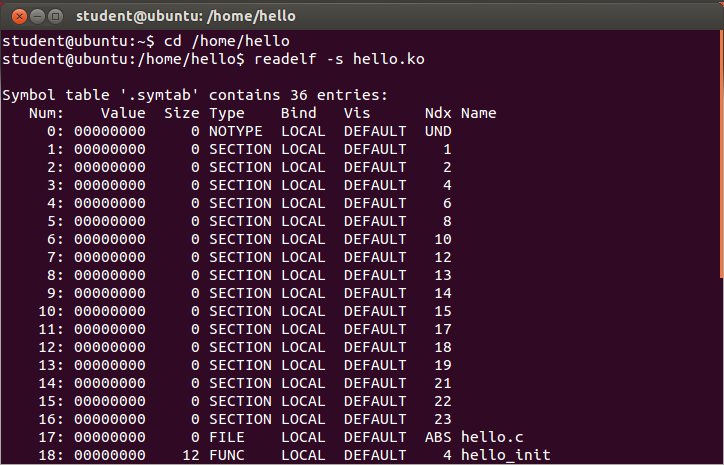 student@ubuntu: /home/hello
student@ubuntu:~$ cd /home/hello
student@ubuntu:/home/hello$ readelf -s hello.ko
Symbol table '.symtab' contains 36 entries:
   Num:    Value  Size Type    Bind   Vis      Ndx Name
     0: 00000000     0 NOTYPE  LOCAL  DEFAULT  UND
     1: 00000000     0 SECTION LOCAL  DEFAULT    1
     2: 00000000     0 SECTION LOCAL  DEFAULT    2
     3: 00000000     0 SECTION LOCAL  DEFAULT    4
     4: 00000000     0 SECTION LOCAL  DEFAULT    6
     5: 00000000     0 SECTION LOCAL  DEFAULT    8
     6: 00000000     0 SECTION LOCAL  DEFAULT   10
     7: 00000000     0 SECTION LOCAL  DEFAULT   12
     8: 00000000     0 SECTION LOCAL  DEFAULT   13
     9: 00000000     0 SECTION LOCAL  DEFAULT   14
    10: 00000000     0 SECTION LOCAL  DEFAULT   15
    11: 00000000     0 SECTION LOCAL  DEFAULT   17
    12: 00000000     0 SECTION LOCAL  DEFAULT   18
    13: 00000000     0 SECTION LOCAL  DEFAULT   19
    14: 00000000     0 SECTION LOCAL  DEFAULT   21
    15: 00000000     0 SECTION LOCAL  DEFAULT   22
    16: 00000000     0 SECTION LOCAL  DEFAULT   23
    17: 00000000     0 FILE    LOCAL  DEFAULT  ABS hello.c
    18: 00000000    12 FUNC    LOCAL  DEFAULT    4 hello_init